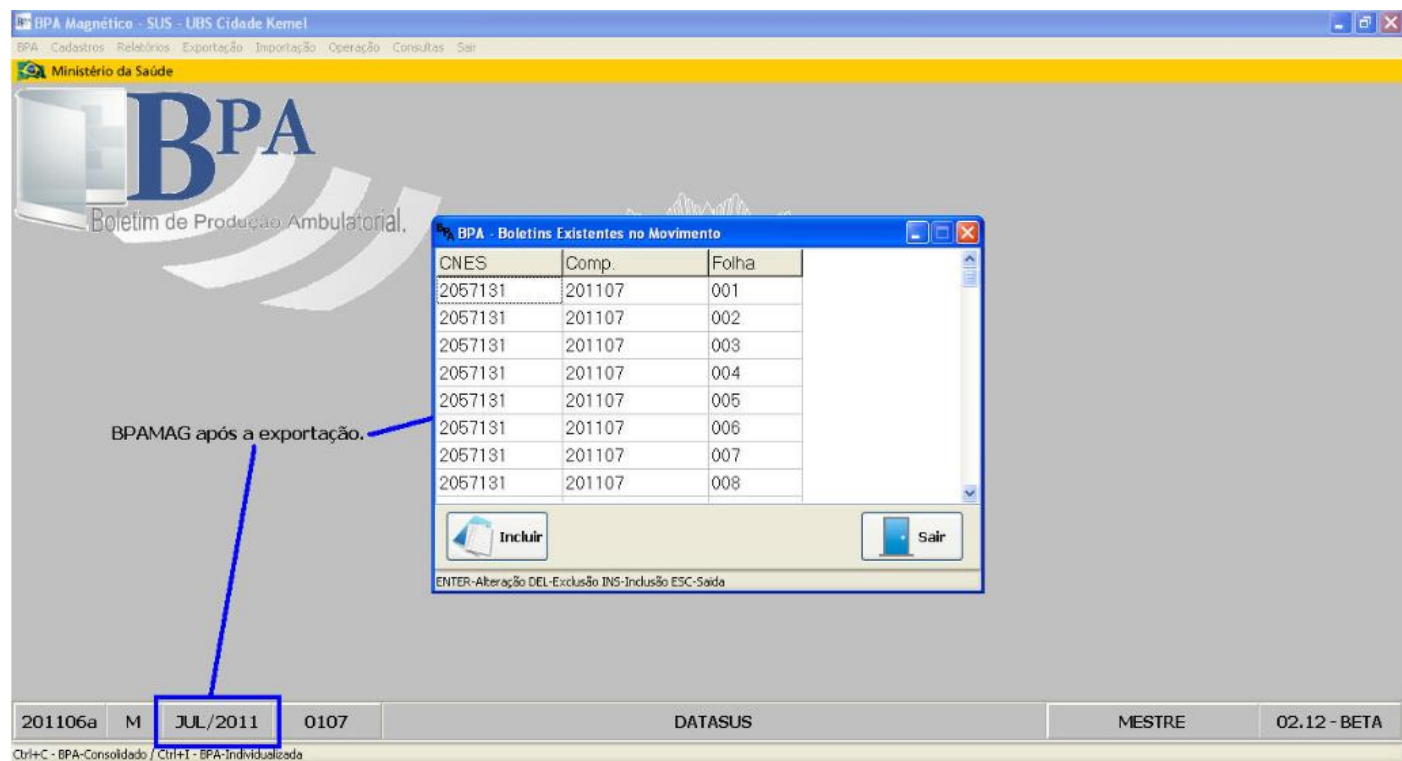 BPA Magnético - SUS - UBS Cidade Kernel
BPA Cadastros Relatórios Exportação Importação Operação Consultas Sair
Ministério da Saúde
BPA
Boletim de Produção Ambulatorial.
BPA BPA - Boletins Existentes no Movimento
CNES Comp. Folha
2057131 201107 001
2057131 201107 002
2057131 201107 003
2057131 201107 004
2057131 201107 005
2057131 201107 006
2057131 201107 007
2057131 201107 008
BPAMAG após a exportação.
Incluir Sair
ENTER-Alteração DEL-Exclusão INS-Inclusão ESC-Saida
201106a M JUL/2011 0107 DATASUS MESTRE 02.12 - BETA
Ctrl+C - BPA-Consolidado / Ctrl+I - BPA-Individualizada